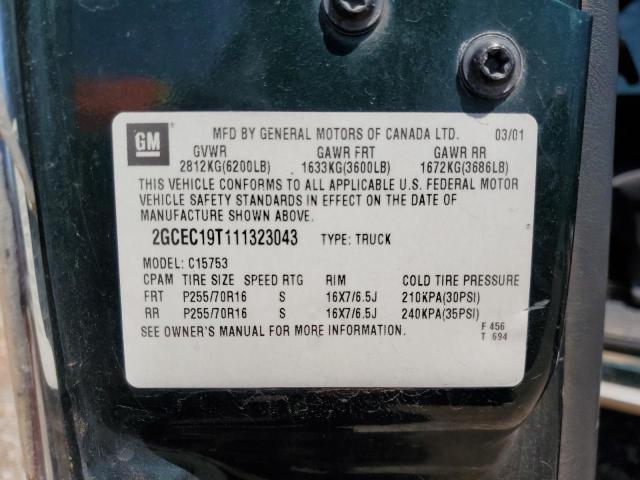 GM MFD BY GENERAL MOTORS OF CANADA LTD. 03/01
GVWR GAWR FRT GAWR RR
2812KG(6200LB) 1633KG(3600LB) 1672KG(3686LB)
THIS VEHICLE CONFORMS TO ALL APPLICABLE U.S. FEDERAL MOTOR
VEHICLE SAFETY STANDARDS IN EFFECT ON THE DATE OF
MANUFACTURE SHOWN ABOVE.
2GCEC19T111323043 TYPE: TRUCK
MODEL: C15753
CPAM TIRE SIZE SPEED RTG RIM COLD TIRE PRESSURE
FRT P255/70R16 S 16X7/6.5J 210KPA(30PSI)
RR P255/70R16 S 16X7/6.5J 240KPA(35PSI)
SEE OWNER'S MANUAL FOR MORE INFORMATION. F 456
T 694